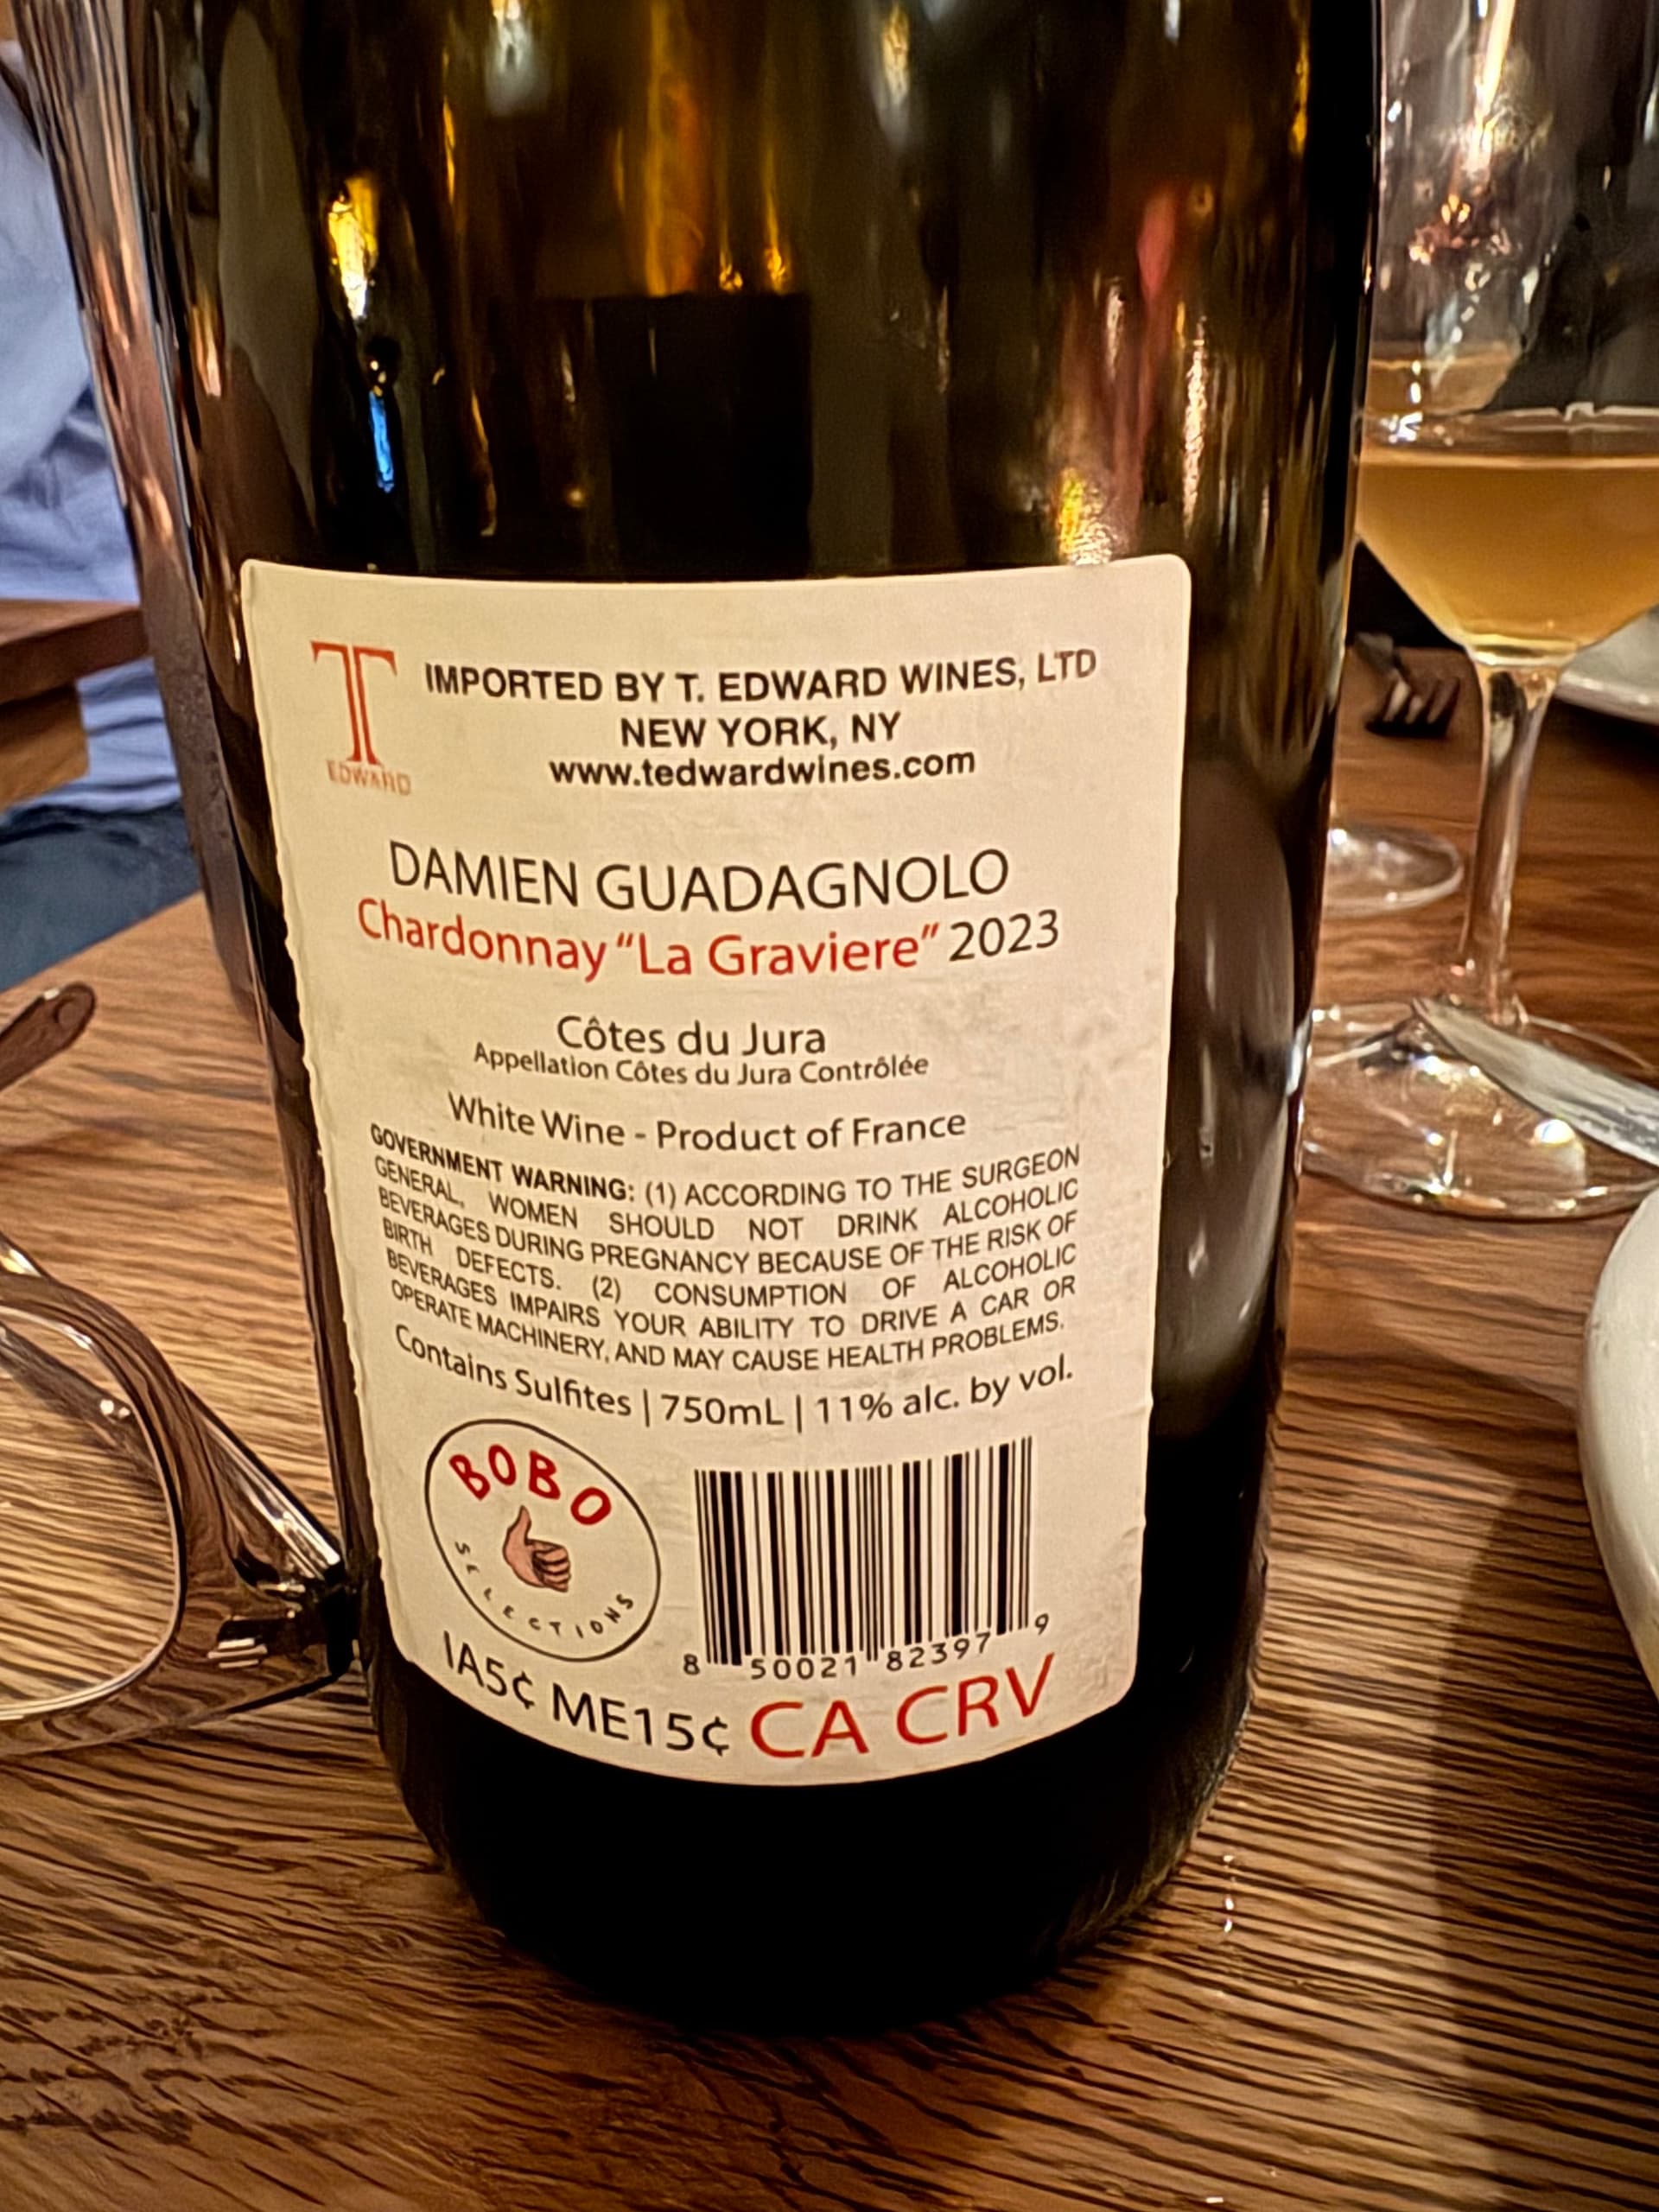 T
EDWARD
IMPORTED BY T. EDWARD WINES, LTD
NEW YORK, NY
www.tedwardwines.com
DAMIEN GUADAGNOLO
Chardonnay “La Graviere” 2023
Côtes du Jura
Appellation Côtes du Jura Contrôlée
White Wine - Product of France
GOVERNMENT WARNING: (1) ACCORDING TO THE SURGEON
GENERAL, WOMEN SHOULD NOT DRINK ALCOHOLIC
BEVERAGES DURING PREGNANCY BECAUSE OF THE RISK OF
BIRTH DEFECTS. (2) CONSUMPTION OF ALCOHOLIC
BEVERAGES IMPAIRS YOUR ABILITY TO DRIVE A CAR OR
OPERATE MACHINERY, AND MAY CAUSE HEALTH PROBLEMS.
Contains Sulfites | 750mL | 11% alc. by vol.
BOBO
SELECTIONS
8 50021 82397 9
IA5¢ ME15¢ CA CRV